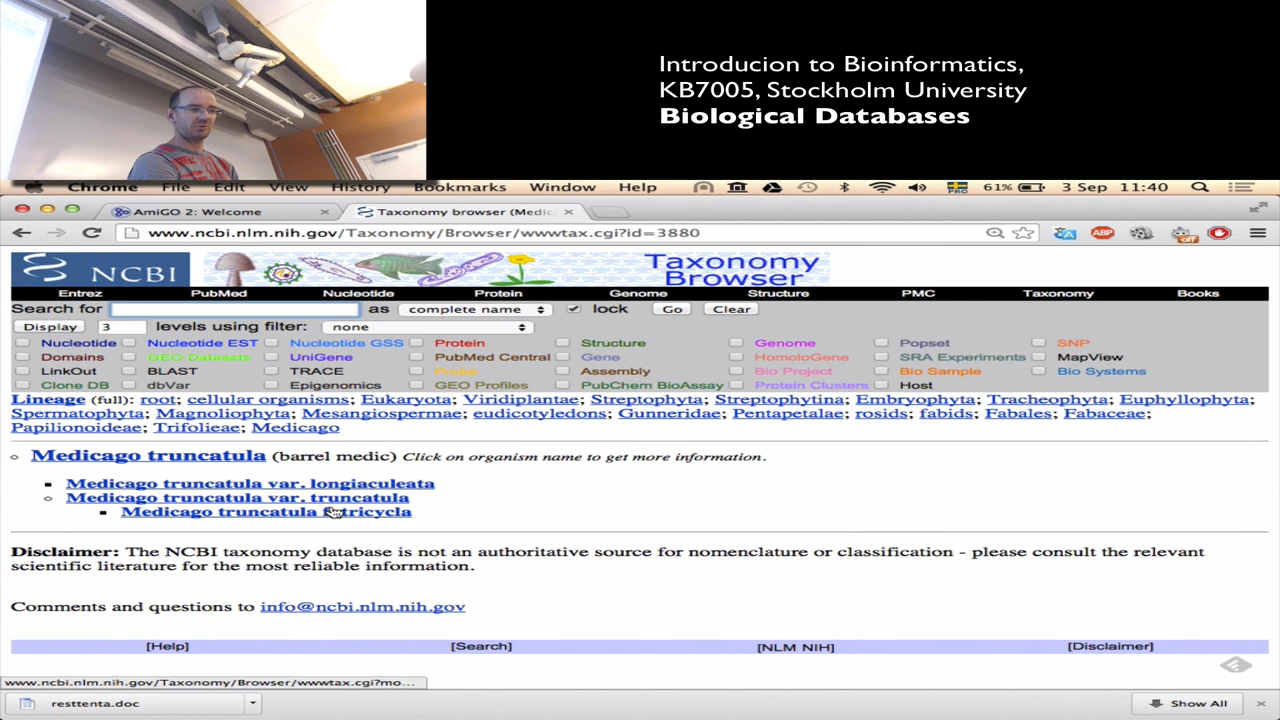 Introducion to Bioinformatics,
KB7005, Stockholm University
Biological Databases
Chrome File Edit View History Bookmarks Window Help 61% PRO 3 Sep 11:40
AmiGO 2: Welcome × Taxonomy browser (Medic ×
www.ncbi.nlm.nih.gov/Taxonomy/Browser/wwwtax.cgi?id=3880 ABP off
NCBI Taxonomy
Browser
Entrez PubMed Nucleotide Protein Genome Structure PMC Taxonomy Books
Search for as complete name lock Go Clear
Display 3 levels using filter: none
Nucleotide Nucleotide EST Nucleotide GSS Protein Structure Genome Popset SNP
Domains GEO Datasets UniGene PubMed Central Gene HomoloGene SRA Experiments MapView
LinkOut BLAST TRACE Probe Assembly Bio Project Bio Sample Bio Systems
Clone DB dbVar Epigenomics GEO Profiles PubChem BioAssay Protein Clusters Host
Lineage (full): root; cellular organisms; Eukaryota; Viridiplantae; Streptophyta; Streptophytina; Embryophyta; Tracheophyta; Euphyllophyta;
Spermatophyta; Magnoliophyta; Mesangiospermae; eudicotyledons; Gunneridae; Pentapetalae; rosids; fabids; Fabales; Fabaceae;
Papilionoideae; Trifolieae; Medicago
Medicago truncatula (barrel medic) Click on organism name to get more information.
Medicago truncatula var. longiaculeata
Medicago truncatula var. truncatula
Medicago truncatula tricycla
Disclaimer: The NCBI taxonomy database is not an authoritative source for nomenclature or classification - please consult the relevant
scientific literature for the most reliable information.
Comments and questions to info@ncbi.nlm.nih.gov
[Help] [Search] [NLM NIH] [Disclaimer]
www.ncbi.nlm.nih.gov/Taxonomy/Browser/wwwtax.cgi?mo...
resttenta.doc Show All ×